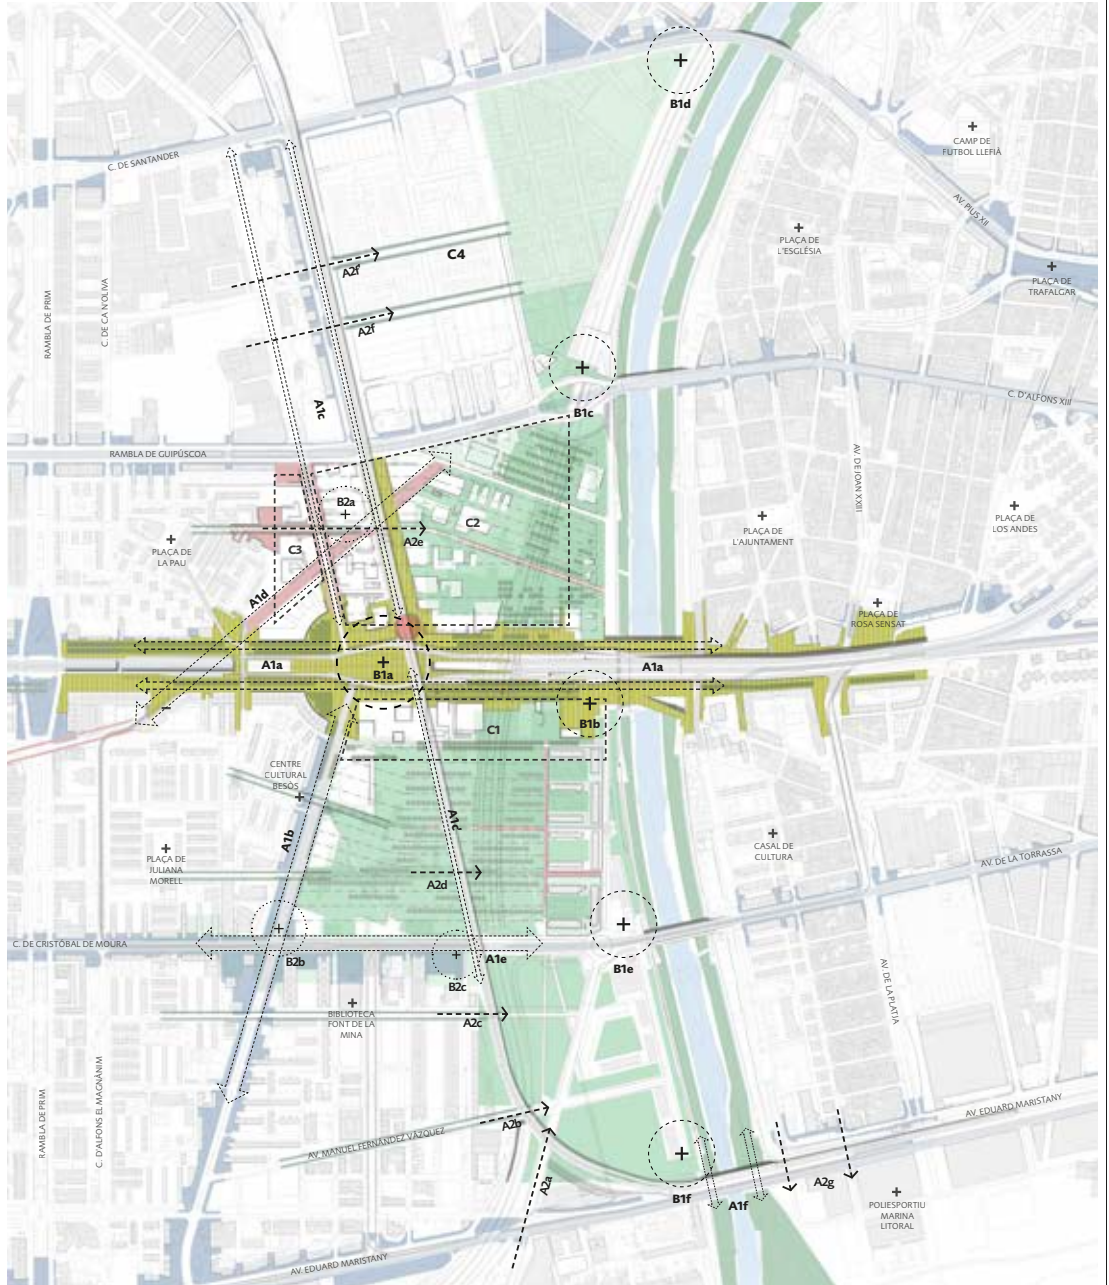 B1d
CAMP DE
FUTBOL LLEFIÀ
C. DE SANTANDER
AV. PIUS XII
PLAÇA DE
L'ESGLÉSIA
C4
A2f'
PLAÇA DE
TRAFALGAR
RAMBLA DE PRIM
C. DE CA N'OLIVA
A2f
A1c
B1c
C. D'ALFONS XIII
RAMBLA DE GUIPÚSCOA
AV. DE JOAN XXIII
B2a
C2
PLAÇA DE
L'AJUNTAMENT
PLAÇA DE
LOS ANDES
PLAÇA DE
LA PAU
C3
A2e
A1d
PLAÇA DE
ROSA SENSAT
A1a
B1a
A1a
B1b
C1
CENTRE
CULTURAL
BESÒS
A1b
A1c'
PLAÇA DE
JULIANA
MORELL
CASAL DE
CULTURA
AV. DE LA TORRASSA
A2d
C. DE CRISTÓBAL DE MOURA
B2b
A1e
B1e
B2c
AV. DE LA PLATJA
BIBLIOTECA
FONT DE LA
MINA
A2c
RAMBLA DE PRIM
C. D'ALFONS EL MAGNÀNIM
AV. MANUEL FERNÁNDEZ VÁZQUEZ
A2b
AV. EDUARD MARISTANY
A2a
B1f
A1f
A2g
POLIESPORTIU
MARINA
LITORAL
AV. EDUARD MARISTANY